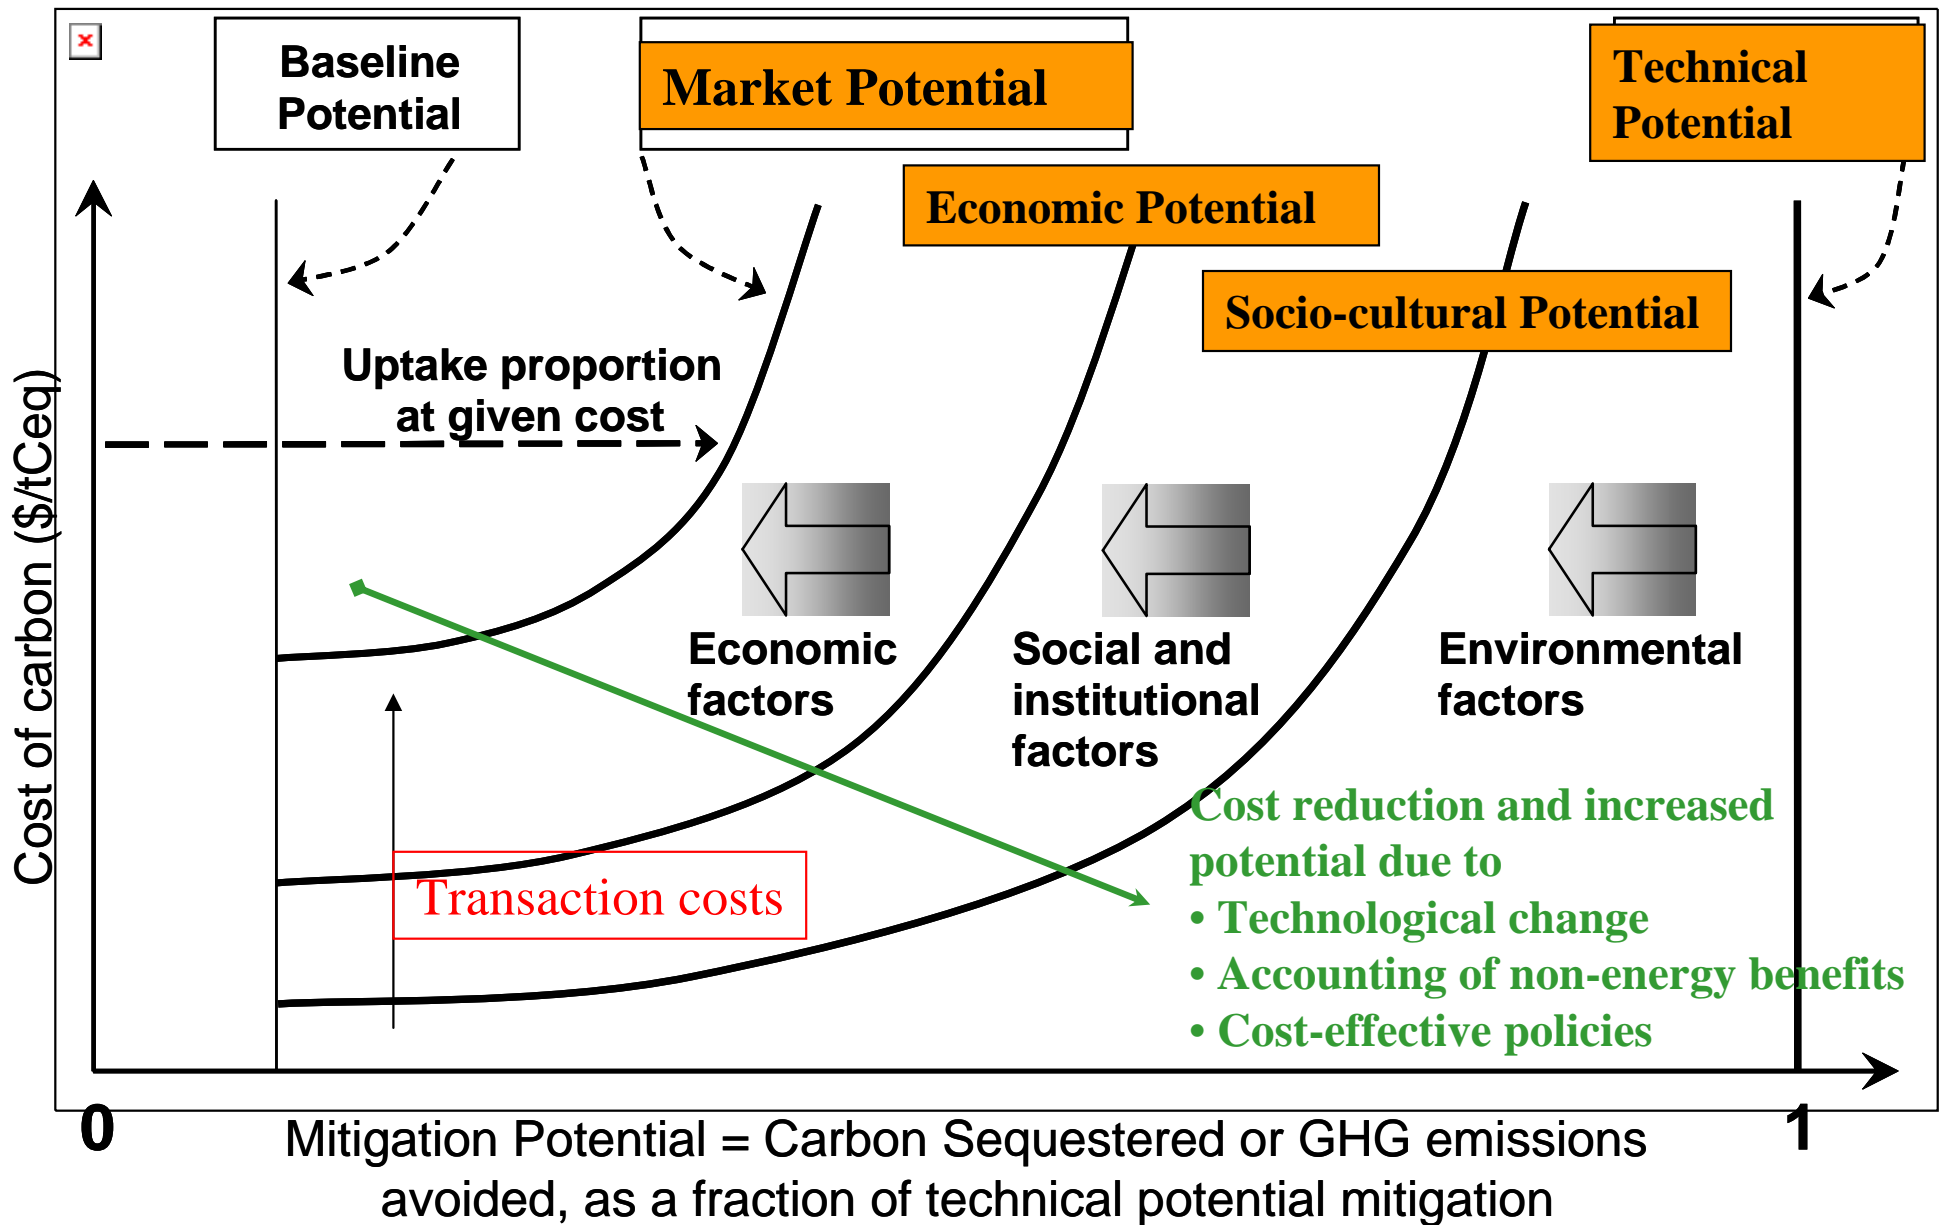 Baseline
Potential
Market Potential
Technical
Potential
Economic Potential
Socio-cultural Potential
Uptake proportion
at given cost
Cost of carbon ($/tCeq)
Economic
factors
Social and
institutional
factors
Environmental
factors
Transaction costs
Cost reduction and increased
potential due to
• Technological change
• Accounting of non-energy benefits
• Cost-effective policies
0
1
Mitigation Potential = Carbon Sequestered or GHG emissions
avoided, as a fraction of technical potential mitigation